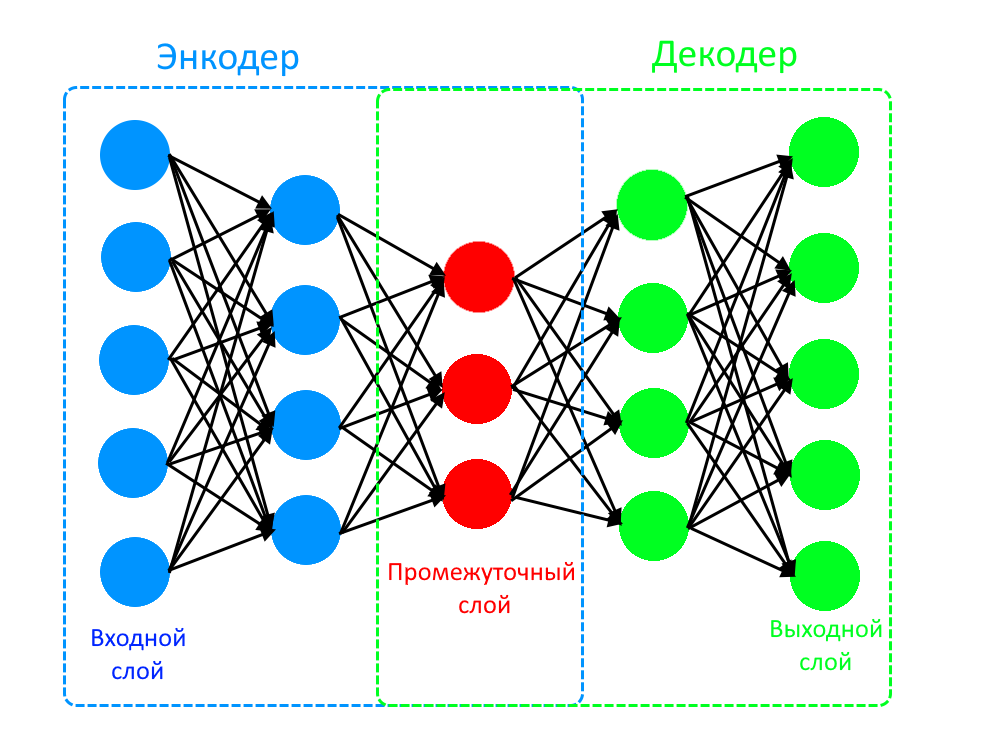 Энкодер
Декодер
Промежуточный
слой
Входной
слой
Выходной
слой